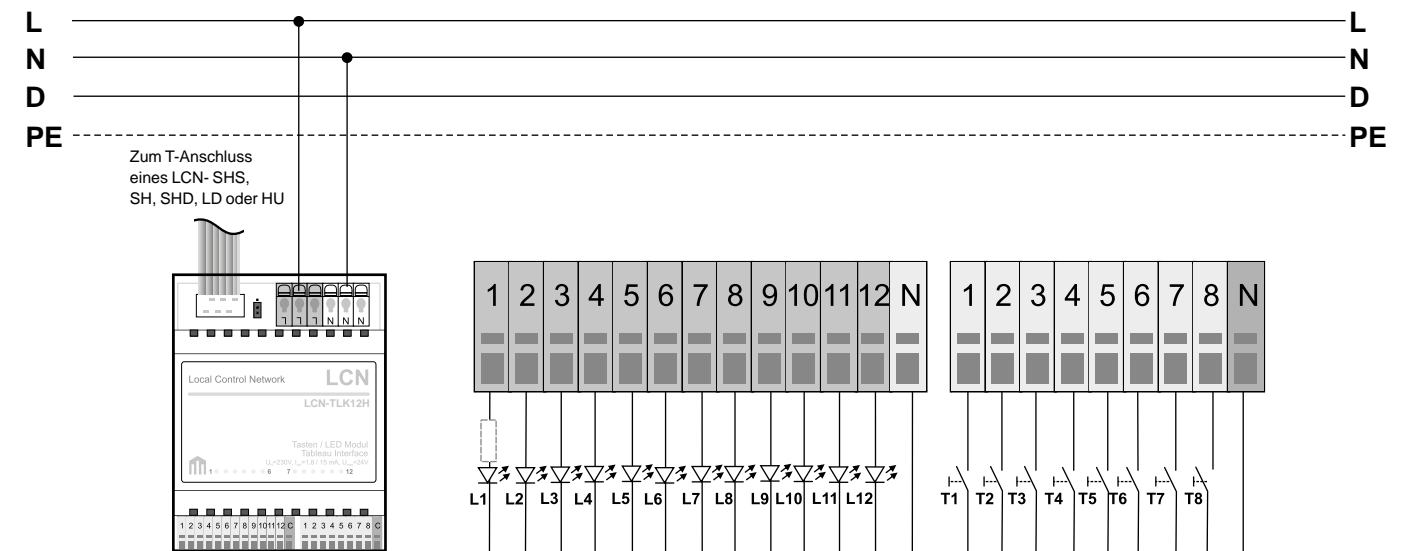 L L
N N
D D
PE PE
Zum T-Anschluss
eines LCN- SHS,
SH, SHD, LD oder HU
L L L N N N
Local Control Network LCN
LCN-TLK12H
Tasten / LED Modul
Tableau Interface
1 6 7 12
1 2 3 4 5 6 7 8 9 10 11 12 C 1 2 3 4 5 6 7 8 C
1 2 3 4 5 6 7 8 9 10 11 12 N
L1 L2 L3 L4 L5 L6 L7 L8 L9 L10 L11 L12
1 2 3 4 5 6 7 8 N
T1 T2 T3 T4 T5 T6 T7 T8